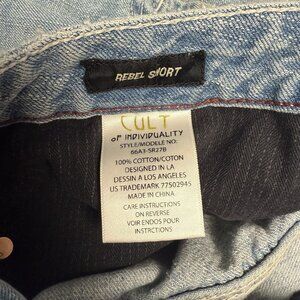 REBEL SHORT
CULT
OF INDIVIDUALITY
STYLE/MODELE NO:
66A3-SR27B
100% COTTON/COTON
DESIGNED IN LA
DESSIN A LOS ANGELES
US TRADEMARK 77502945
MADE IN CHINA
CARE INSTRUCTIONS
ON REVERSE
VOIR ENDOS POUR
INSTRCTIONS